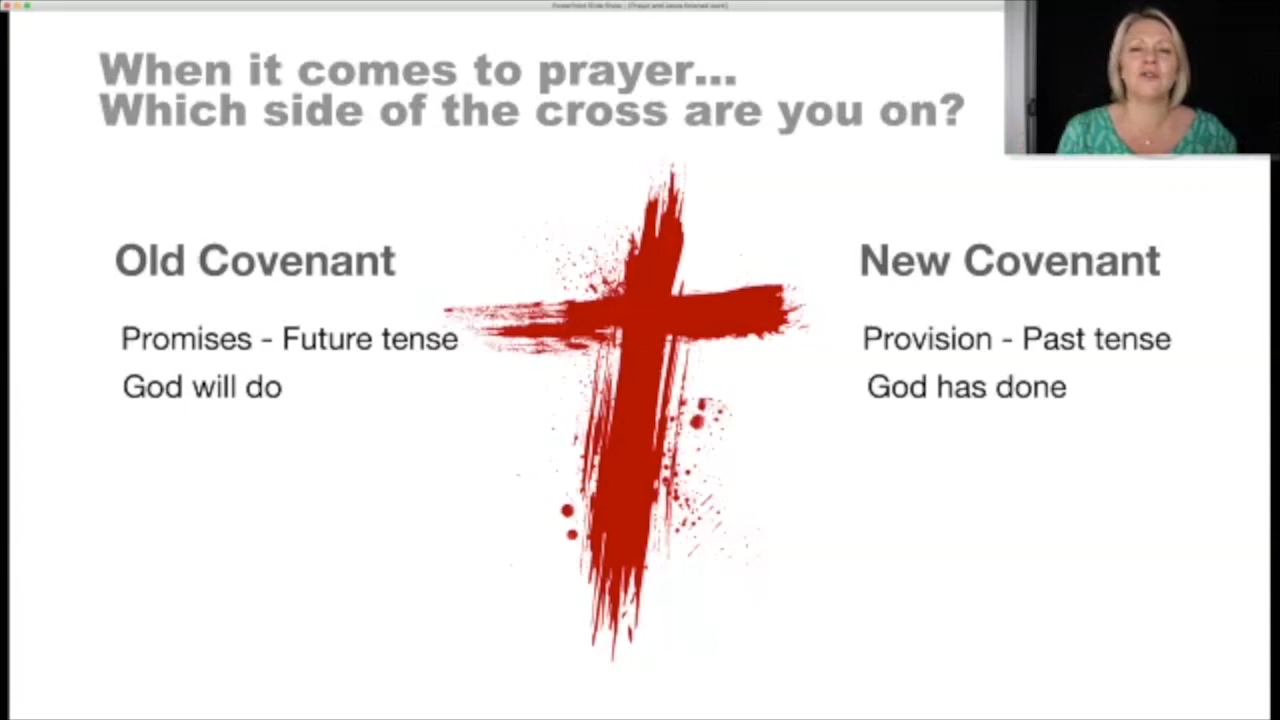 When it comes to prayer...
Which side of the cross are you on?
Old Covenant
Promises - Future tense
God will do
New Covenant
Provision - Past tense
God has done